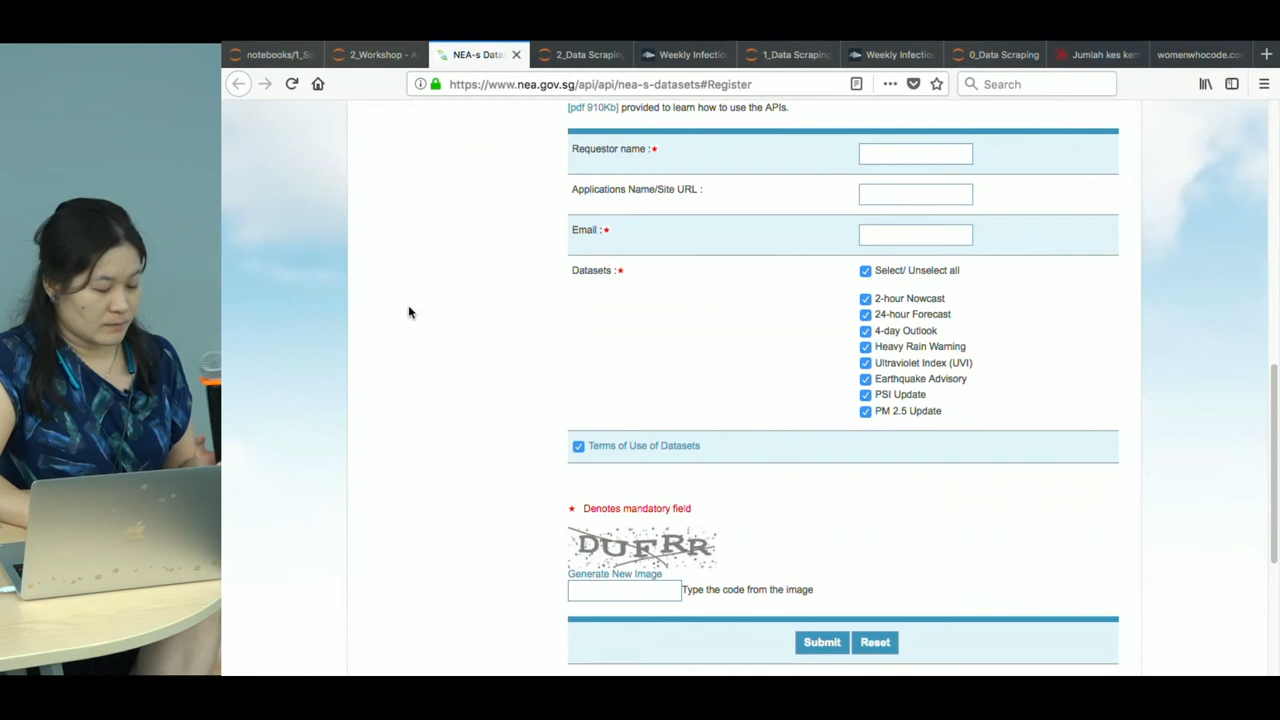 notebooks/1_Sc
2_Workshop - A
NEA-s Data
2_Data Scraping
Weekly Infectio
1_Data Scraping
Weekly Infectio
0_Data Scraping
Jumlah kes kem
womenwhocode.co
https://www.nea.gov.sg/api/api/nea-s-datasets#Register
Search
[pdf 910Kb] provided to learn how to use the APIs.
Requestor name :*
Applications Name/Site URL :
Email :*
Datasets :*
Select/ Unselect all
2-hour Nowcast
24-hour Forecast
4-day Outlook
Heavy Rain Warning
Ultraviolet Index (UVI)
Earthquake Advisory
PSI Update
PM 2.5 Update
Terms of Use of Datasets
* Denotes mandatory field
DUFRR
Generate New Image
Type the code from the image
Submit
Reset